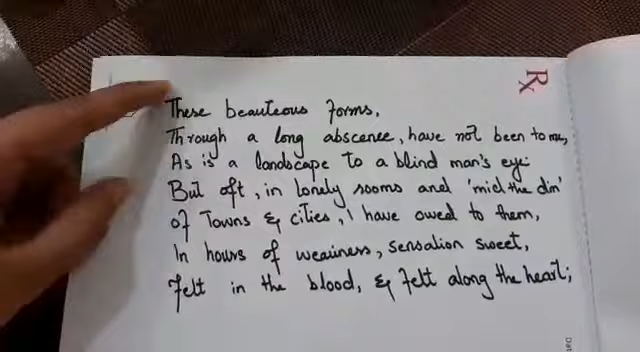 Rx
These beauteous forms,
Through a long abscence, have not been to me,
As is a landscape to a blind man's eye:
But oft, in lonely rooms and 'mid the din'
Of Towns & cities, I have owed to them,
In hours of weariness, sensation sweet,
Felt in the blood, & felt along the heart;
Dat